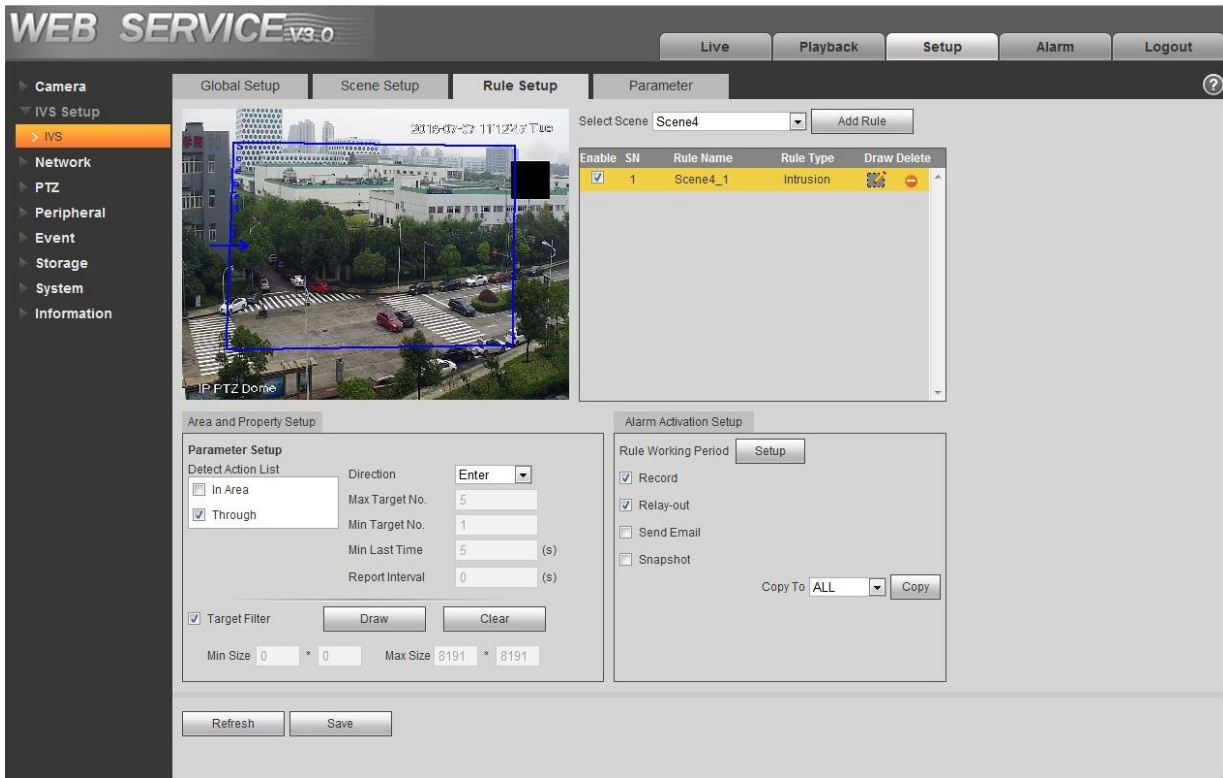 WEB SERVICE V3.0
Live Playback Setup Alarm Logout
Camera
IVS Setup
> IVS
Network
PTZ
Peripheral
Event
Storage
System
Information
Global Setup Scene Setup Rule Setup Parameter
?
IP PTZ Dome
Select Scene Scene4 Add Rule
Enable SN Rule Name Rule Type Draw Delete
1 Scene4_1 Intrusion
Area and Property Setup
Parameter Setup
Detect Action List
In Area
Through
Direction Enter
Max Target No. 5
Min Target No. 1
Min Last Time 5 (s)
Report Interval 0 (s)
Target Filter Draw Clear
Min Size 0 * 0 Max Size 8191 * 8191
Alarm Activation Setup
Rule Working Period Setup
Record
Relay-out
Send Email
Snapshot
Copy To ALL Copy
Refresh Save